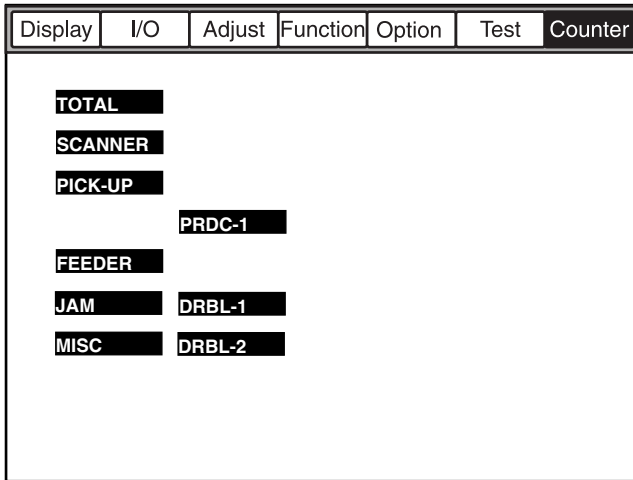 Display I/O Adjust Function Option Test Counter
TOTAL
SCANNER
PICK-UP
PRDC-1
FEEDER
JAM DRBL-1
MISC DRBL-2